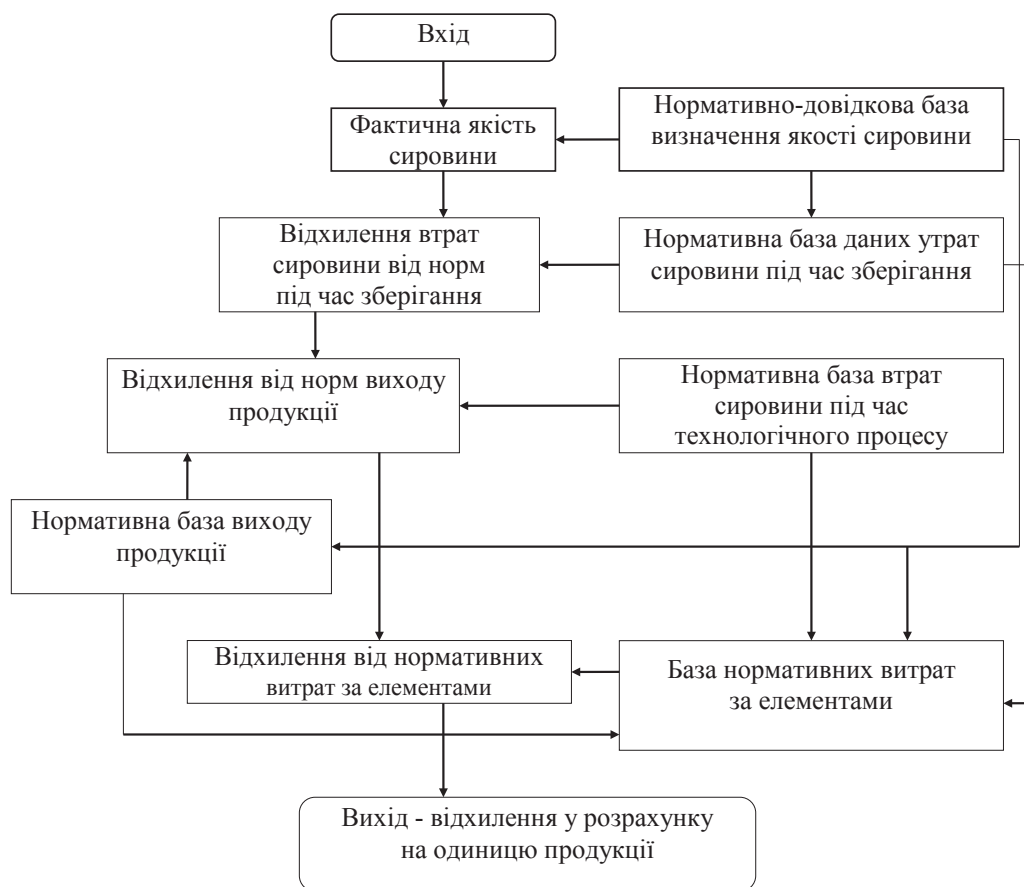 Вхід
Фактична якість
сировини
Нормативно-довідкова база
визначення якості сировини
Відхилення втрат
сировини від норм
під час зберігання
Нормативна база даних утрат
сировини під час зберігання
Відхилення від норм виходу
продукції
Нормативна база втрат
сировини під час
технологічного процесу
Нормативна база виходу
продукції
Відхилення від нормативних
витрат за елементами
База нормативних витрат
за елементами
Вихід - відхилення у розрахунку
на одиницю продукції